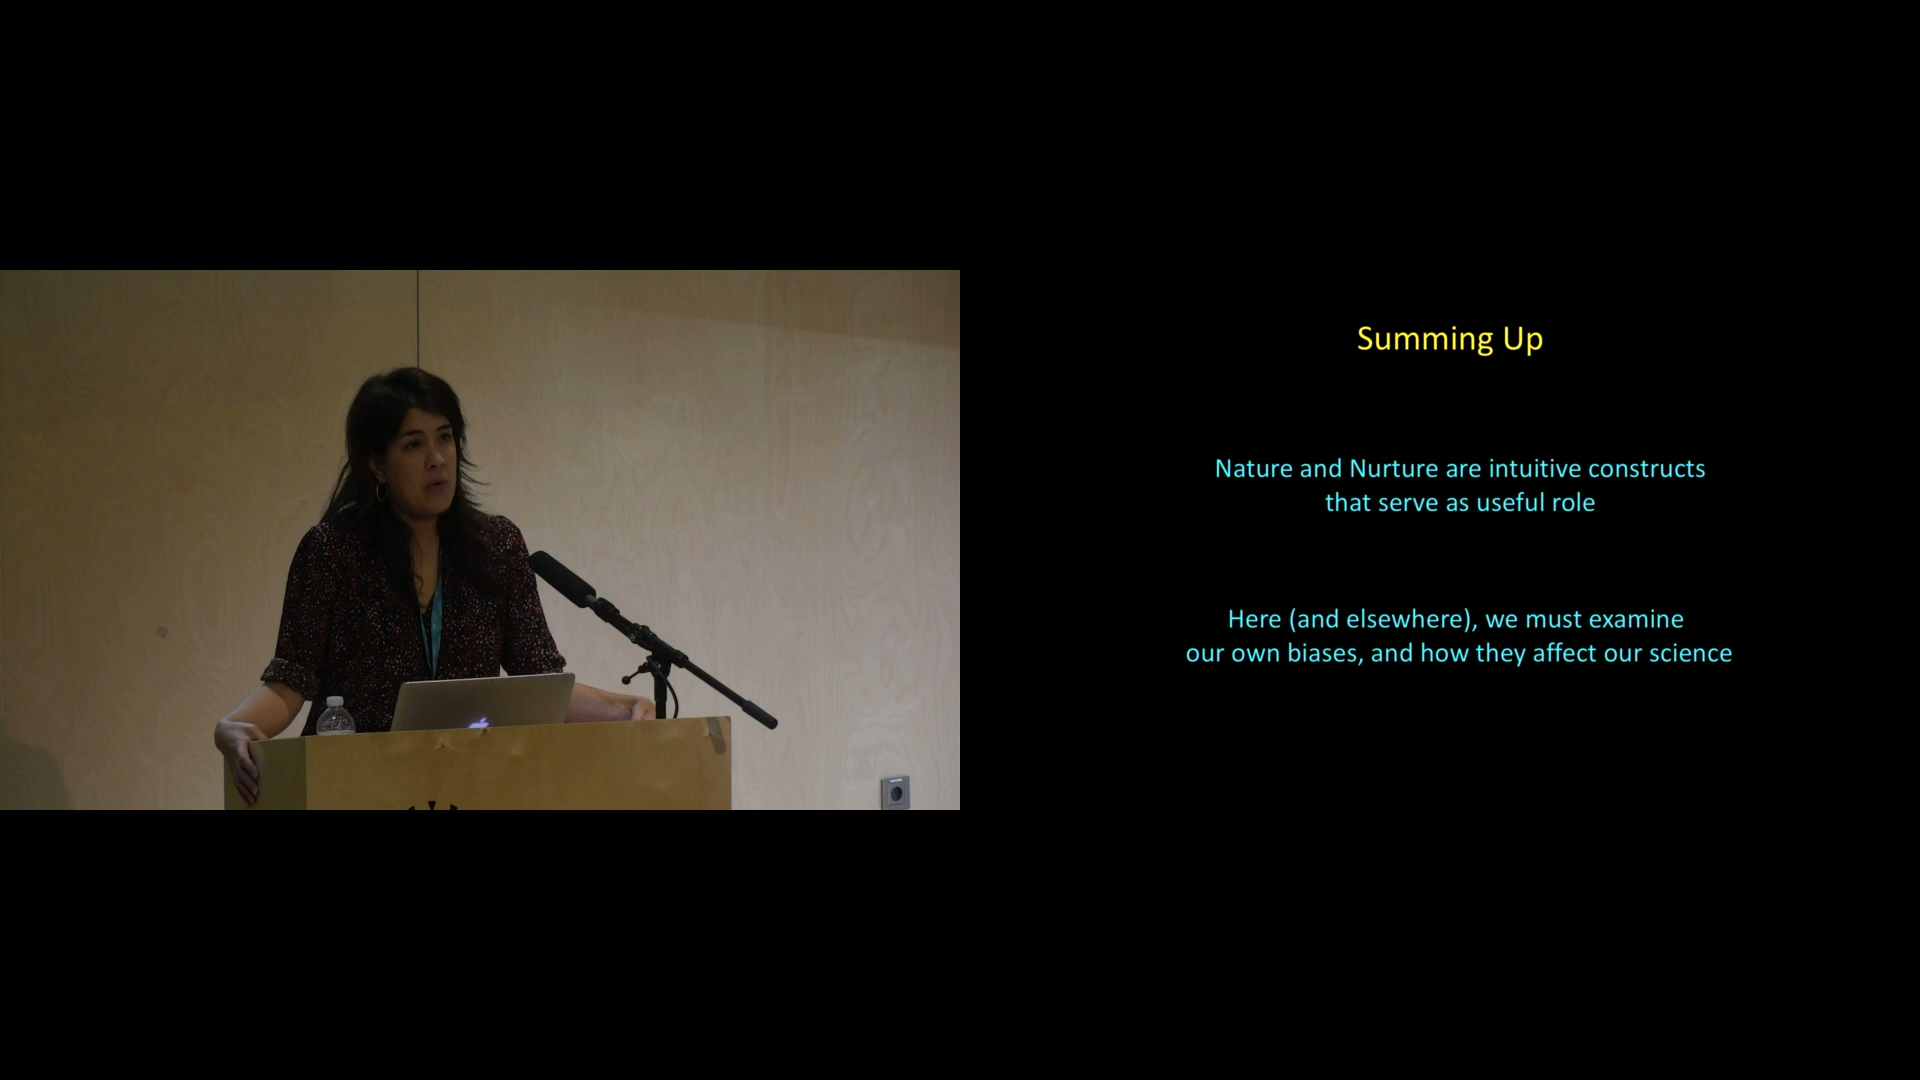 Summing Up
Nature and Nurture are intuitive constructs
that serve as useful role
Here (and elsewhere), we must examine
our own biases, and how they affect our science